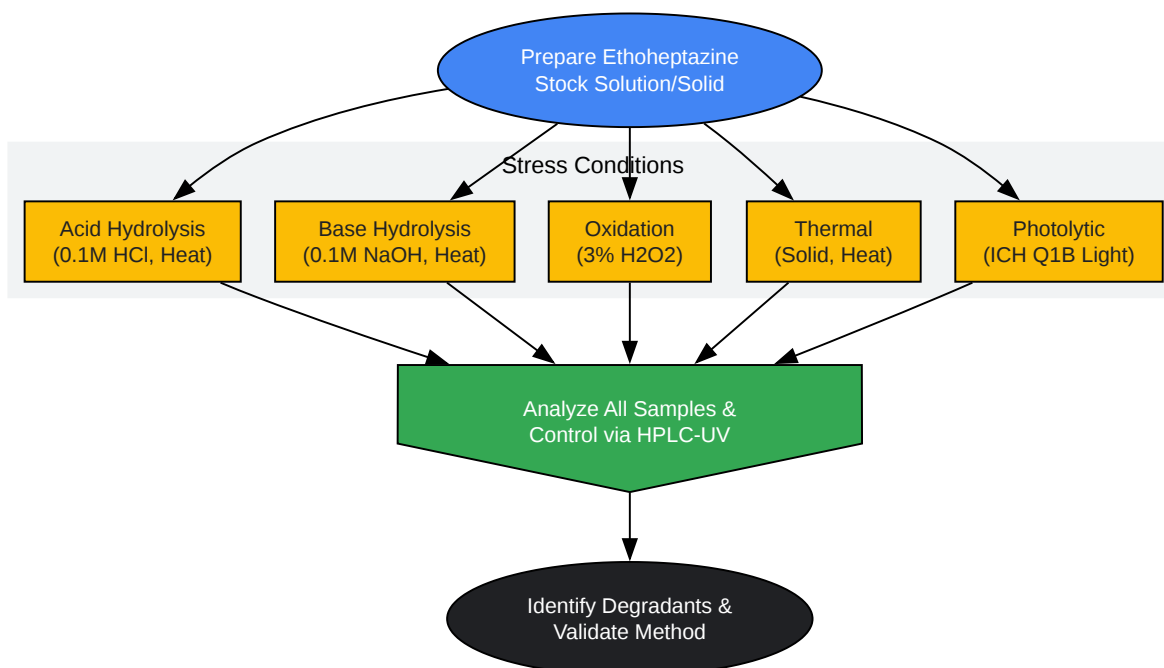 Prepare Ethoheptazine
Stock Solution/Solid
Stress Conditions
Acid Hydrolysis
(0.1M HCl, Heat)
Base Hydrolysis
(0.1M NaOH, Heat)
Oxidation
(3% H2O2)
Thermal
(Solid, Heat)
Photolytic
(ICH Q1B Light)
Analyze All Samples &
Control via HPLC-UV
Identify Degradants &
Validate Method